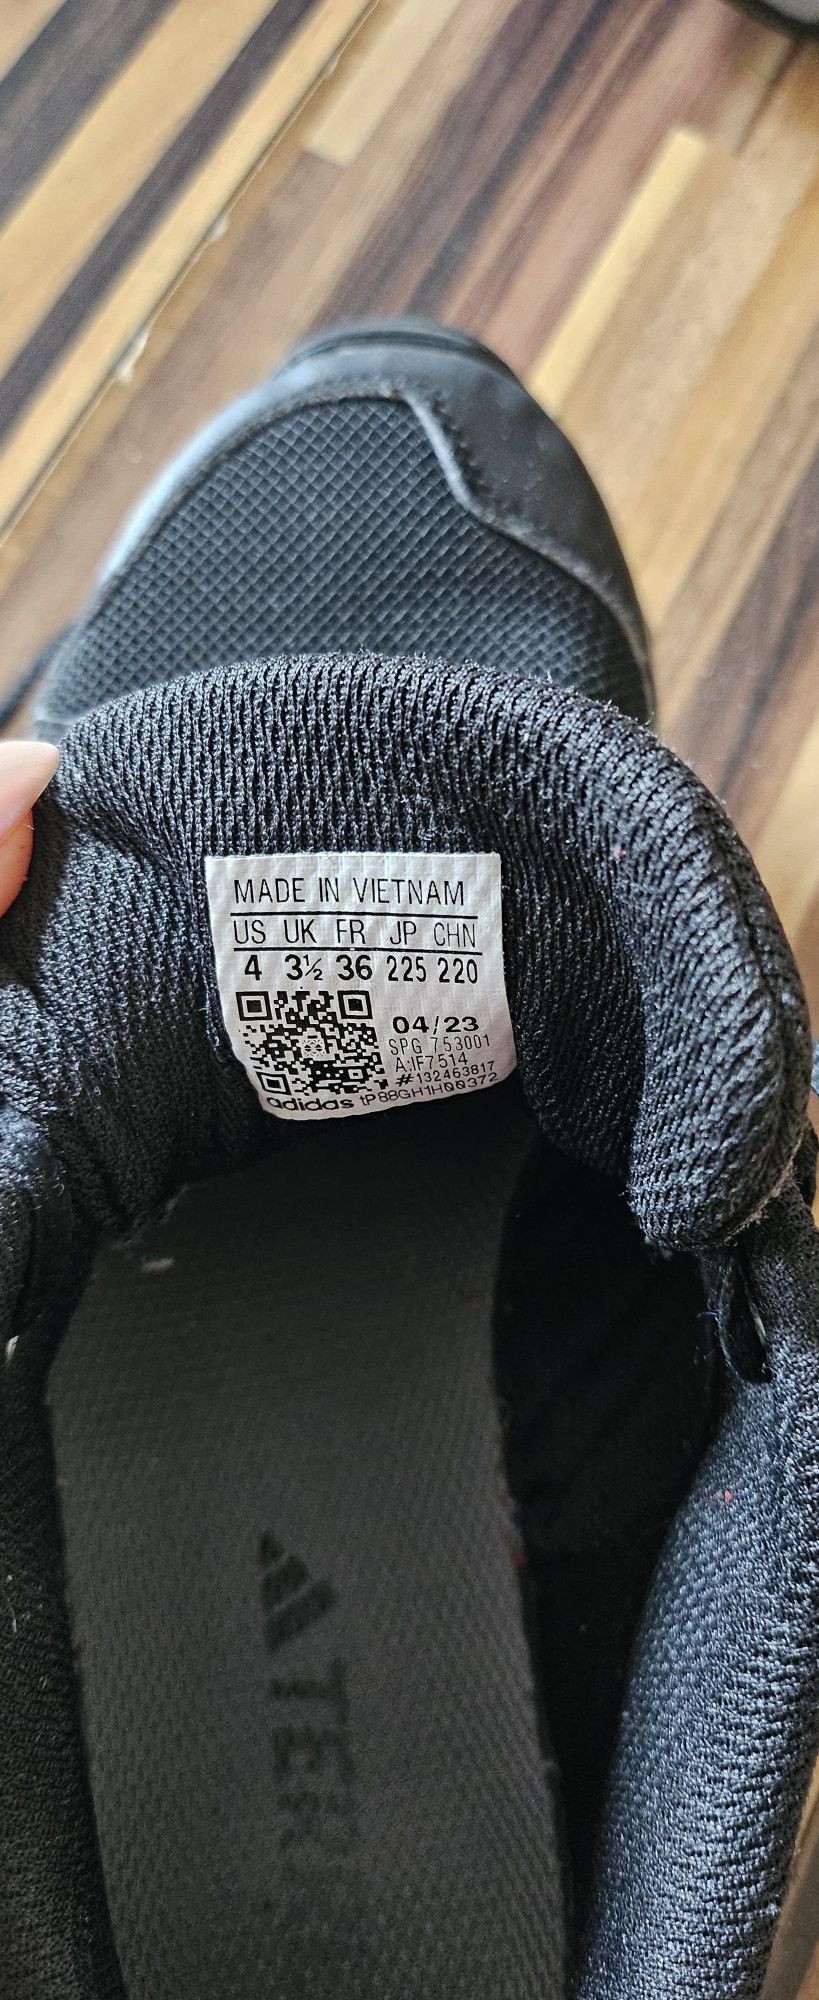 MADE IN VIETNAM
US UK FR JP CHN
4 3½ 36 225 220
04/23
SPG 753001
A:IF7514
#132463817
adidas tP88GH1H00372
TER